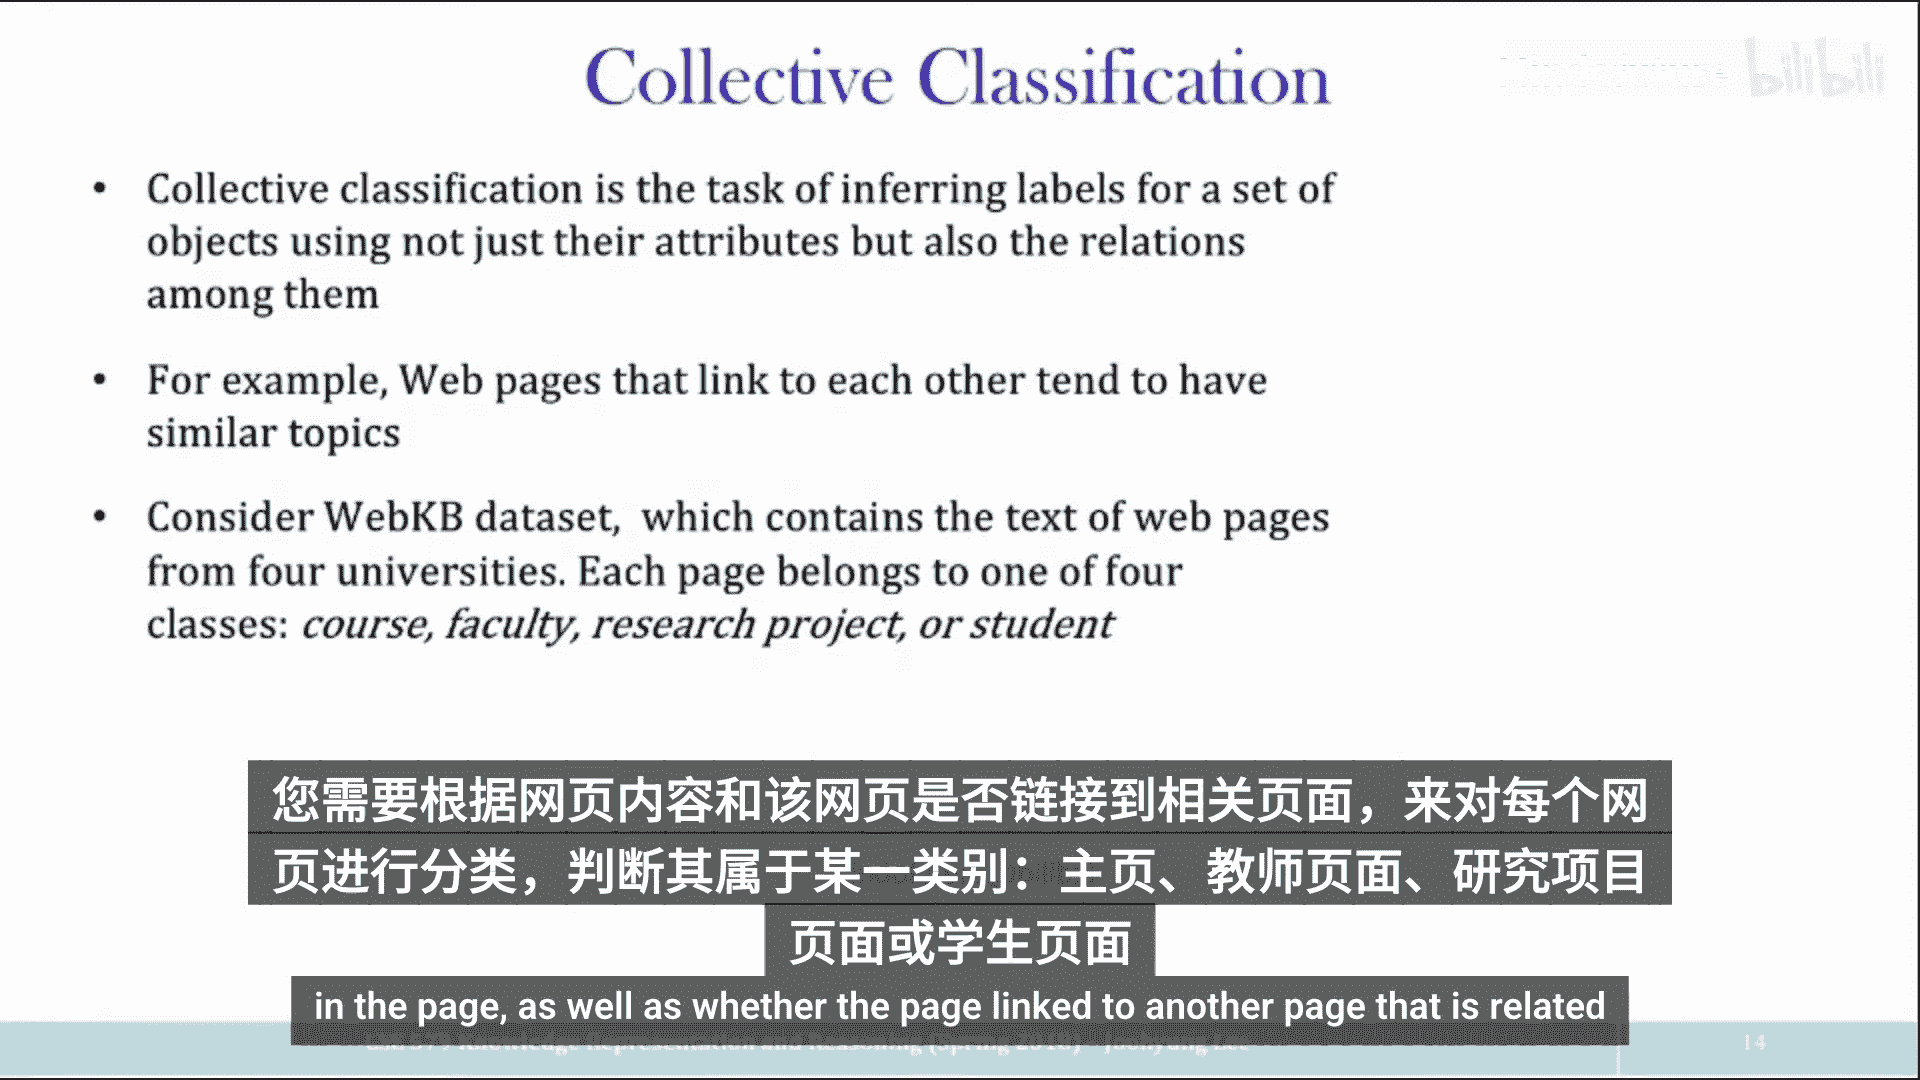 Collective Classification
bilibili
• Collective classification is the task of inferring labels for a set of
objects using not just their attributes but also the relations
among them
• For example, Web pages that link to each other tend to have
similar topics
• Consider WebKB dataset, which contains the text of web pages
from four universities. Each page belongs to one of four
classes: course, faculty, research project, or student
您需要根据网页内容和该网页是否链接到相关页面，来对每个网
页进行分类，判断其属于某一类别：主页、教师页面、研究项目
页面或学生页面
in the page, as well as whether the page linked to another page that is related
14